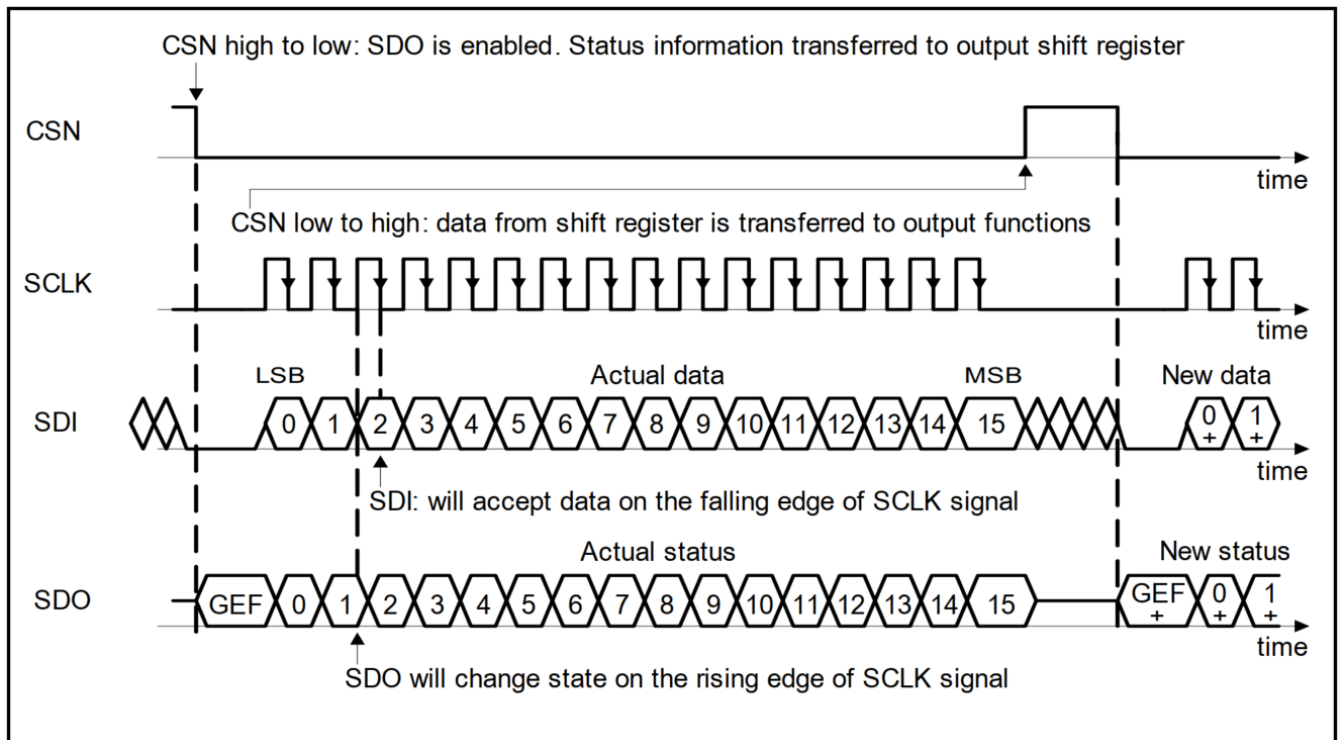 CSN high to low: SDO is enabled. Status information transferred to output shift register
CSN
time
CSN low to high: data from shift register is transferred to output functions
SCLK
time
LSB Actual data MSB New data
SDI 0 1 2 3 4 5 6 7 8 9 10 11 12 13 14 15 0 1
+ +
time
SDI: will accept data on the falling edge of SCLK signal
Actual status New status
SDO GEF 0 1 2 3 4 5 6 7 8 9 10 11 12 13 14 15 GEF 0 1
+ + +
time
SDO will change state on the rising edge of SCLK signal